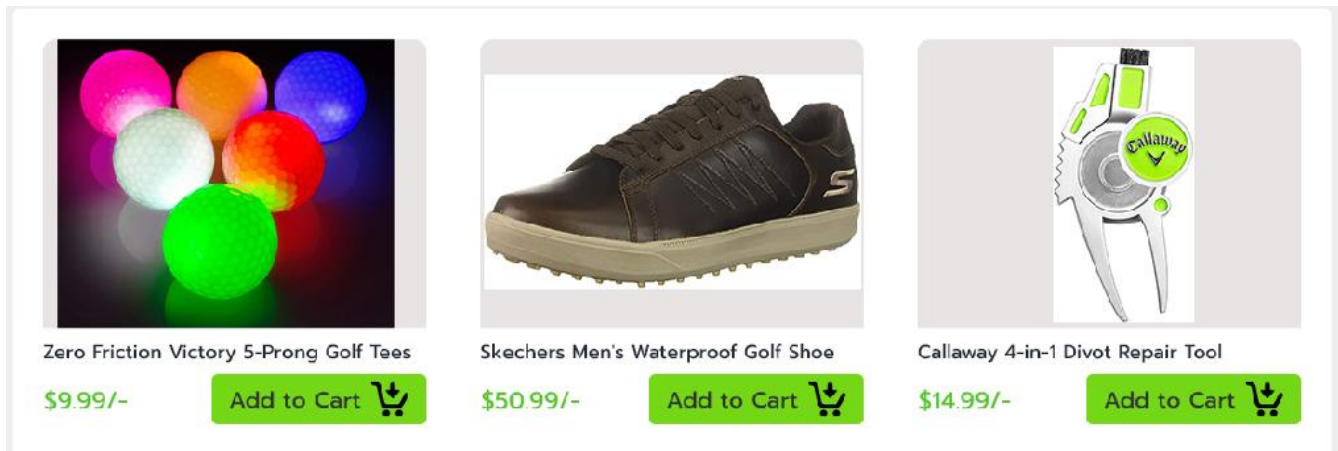 Callaway
Zero Friction Victory 5-Prong Golf Tees
Skechers Men's Waterproof Golf Shoe
Callaway 4-in-1 Divot Repair Tool
$9.99/-
Add to Cart
$50.99/-
Add to Cart
$14.99/-
Add to Cart